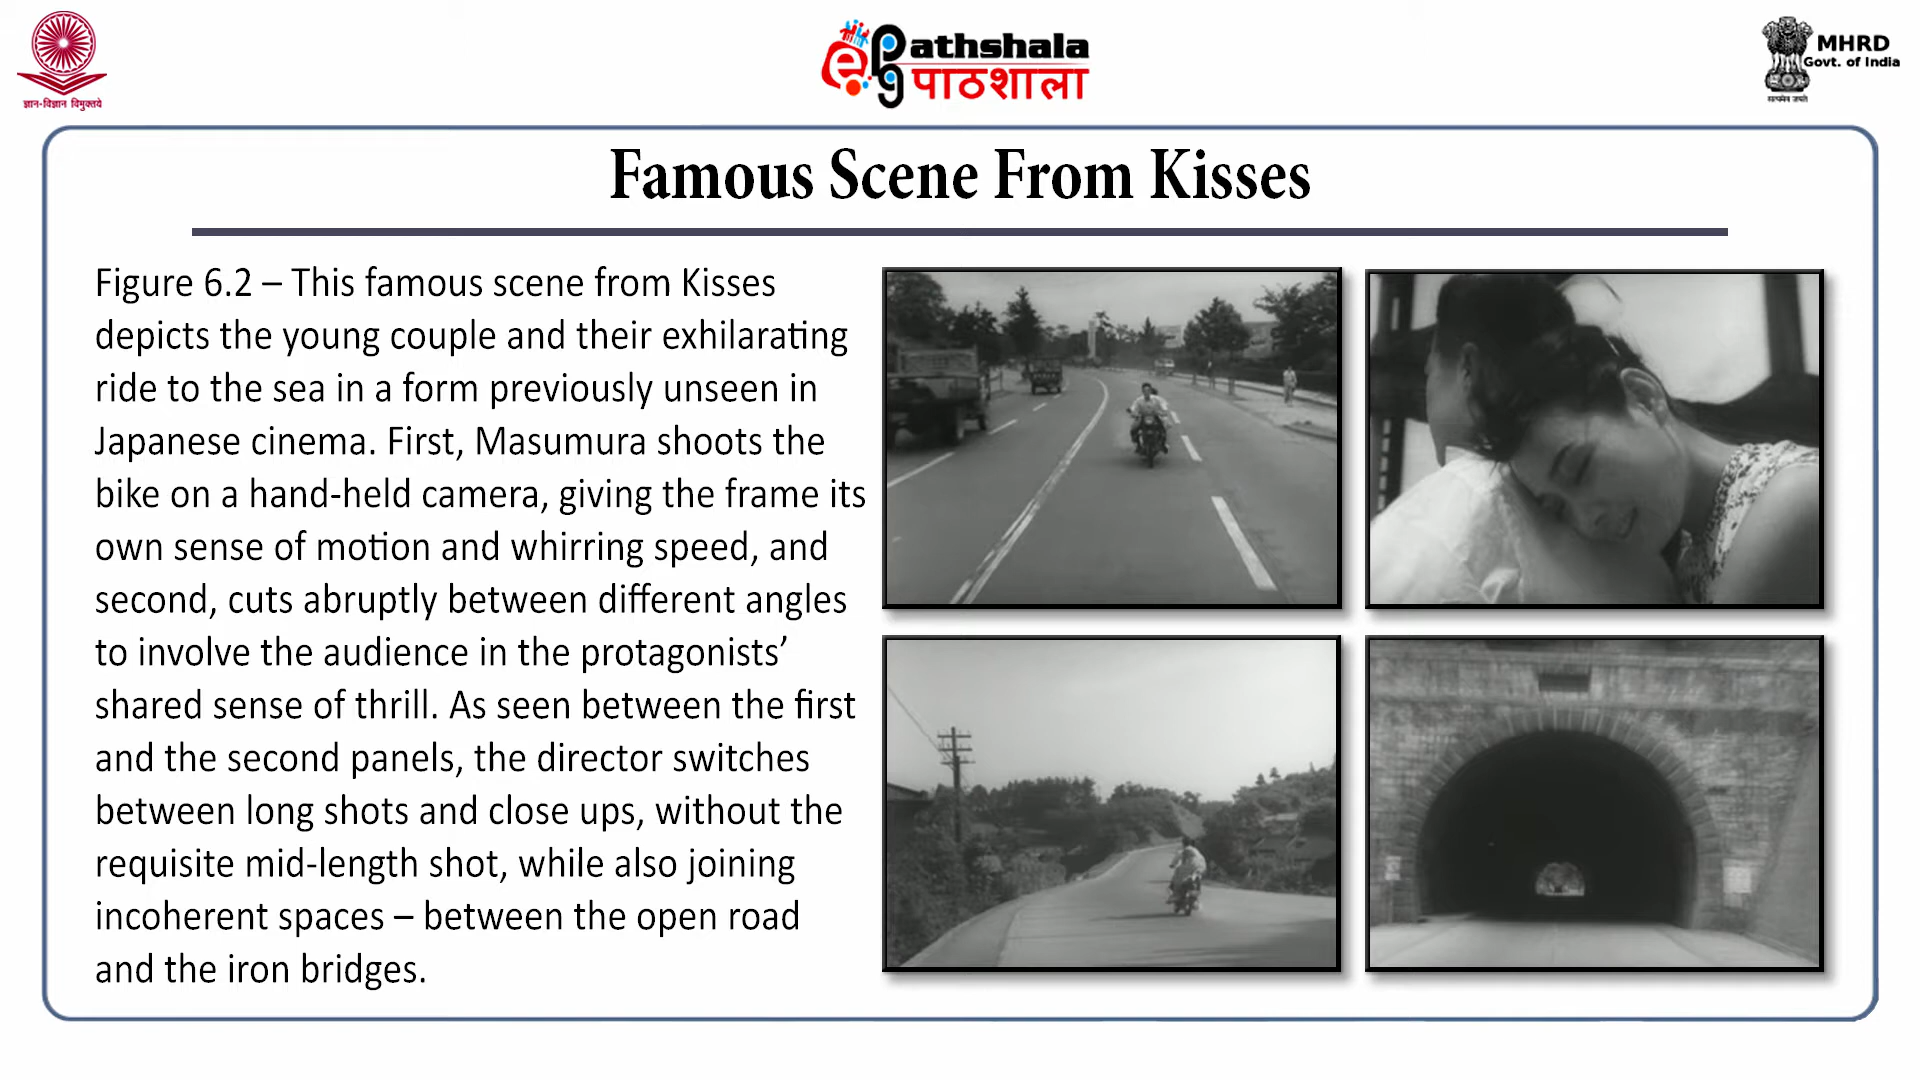 ज्ञान-विज्ञान विमुक्तये
ePathshala
पाठशाला
MHRD
Govt. of India
सत्यमेव जयते
Famous Scene From Kisses
Figure 6.2 – This famous scene from Kisses
depicts the young couple and their exhilarating
ride to the sea in a form previously unseen in
Japanese cinema. First, Masumura shoots the
bike on a hand-held camera, giving the frame its
own sense of motion and whirring speed, and
second, cuts abruptly between different angles
to involve the audience in the protagonists’
shared sense of thrill. As seen between the first
and the second panels, the director switches
between long shots and close ups, without the
requisite mid-length shot, while also joining
incoherent spaces – between the open road
and the iron bridges.